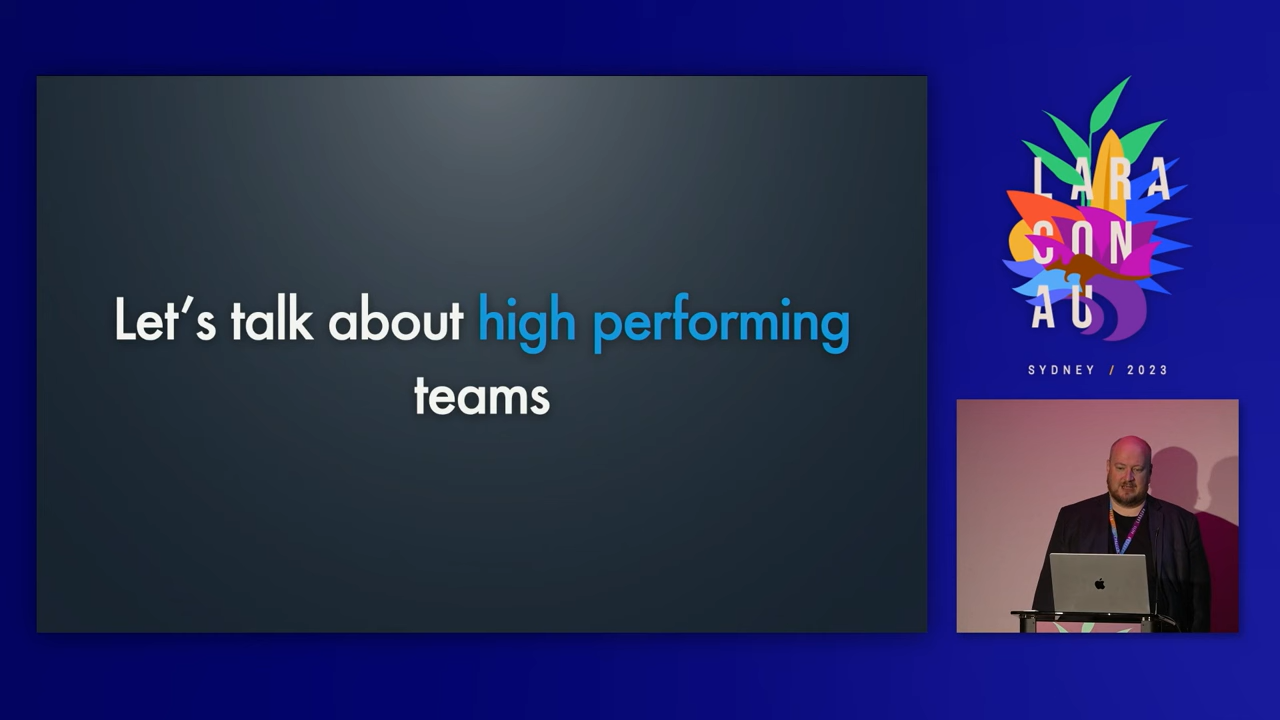 Let's talk about high performing
teams
LARA
CON
AU
SYDNEY / 2023